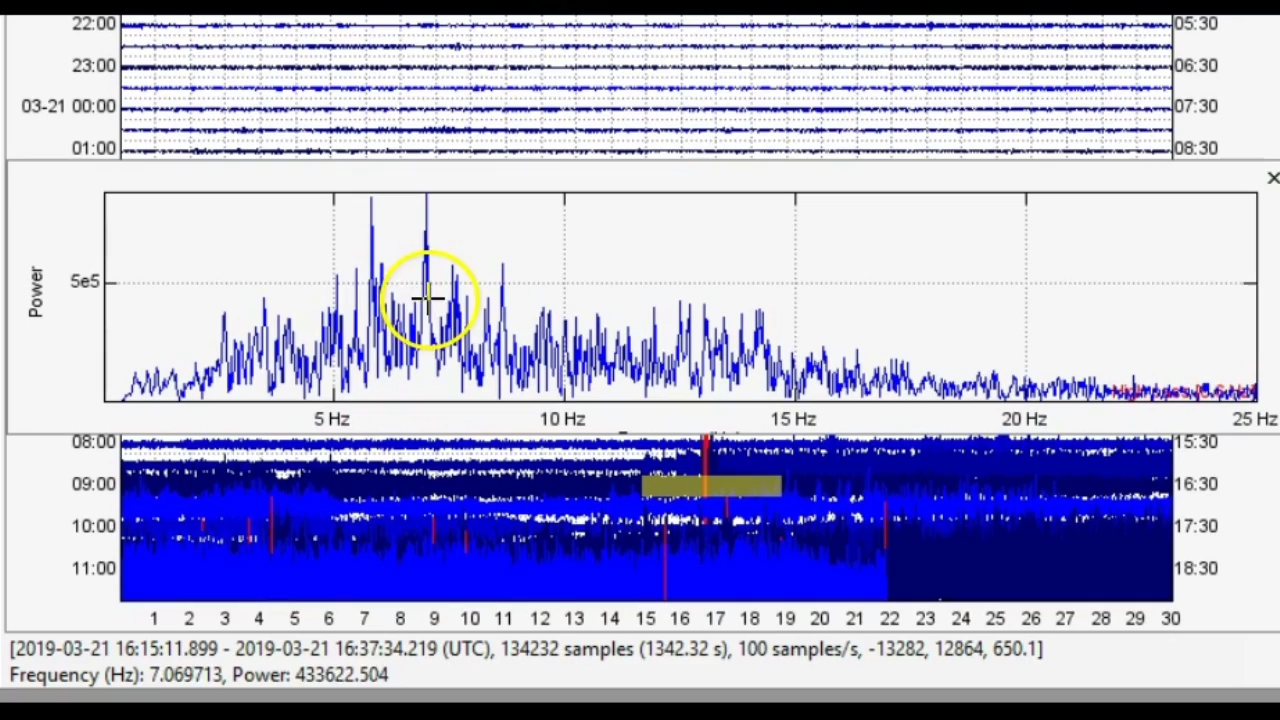 22:00 05:30
23:00 06:30
03-21 00:00 07:30
01:00 08:30
×
Power
5e5
5 Hz 10 Hz 15 Hz 20 Hz 25 Hz
08:00 15:30
09:00 16:30
10:00 17:30
11:00 18:30
1 2 3 4 5 6 7 8 9 10 11 12 13 14 15 16 17 18 19 20 21 22 23 24 25 26 27 28 29 30
[2019-03-21 16:15:11.899 - 2019-03-21 16:37:34.219 (UTC), 134232 samples (1342.32 s), 100 samples/s, -13282, 12864, 650.1]
Frequency (Hz): 7.069713, Power: 433622.504